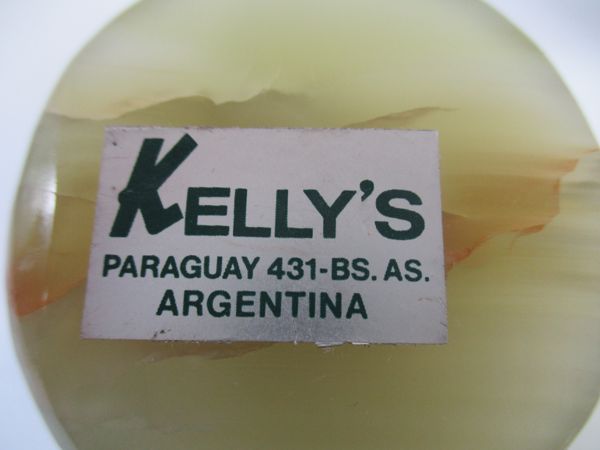 KELLY'S
PARAGUAY 431-BS. AS.
ARGENTINA